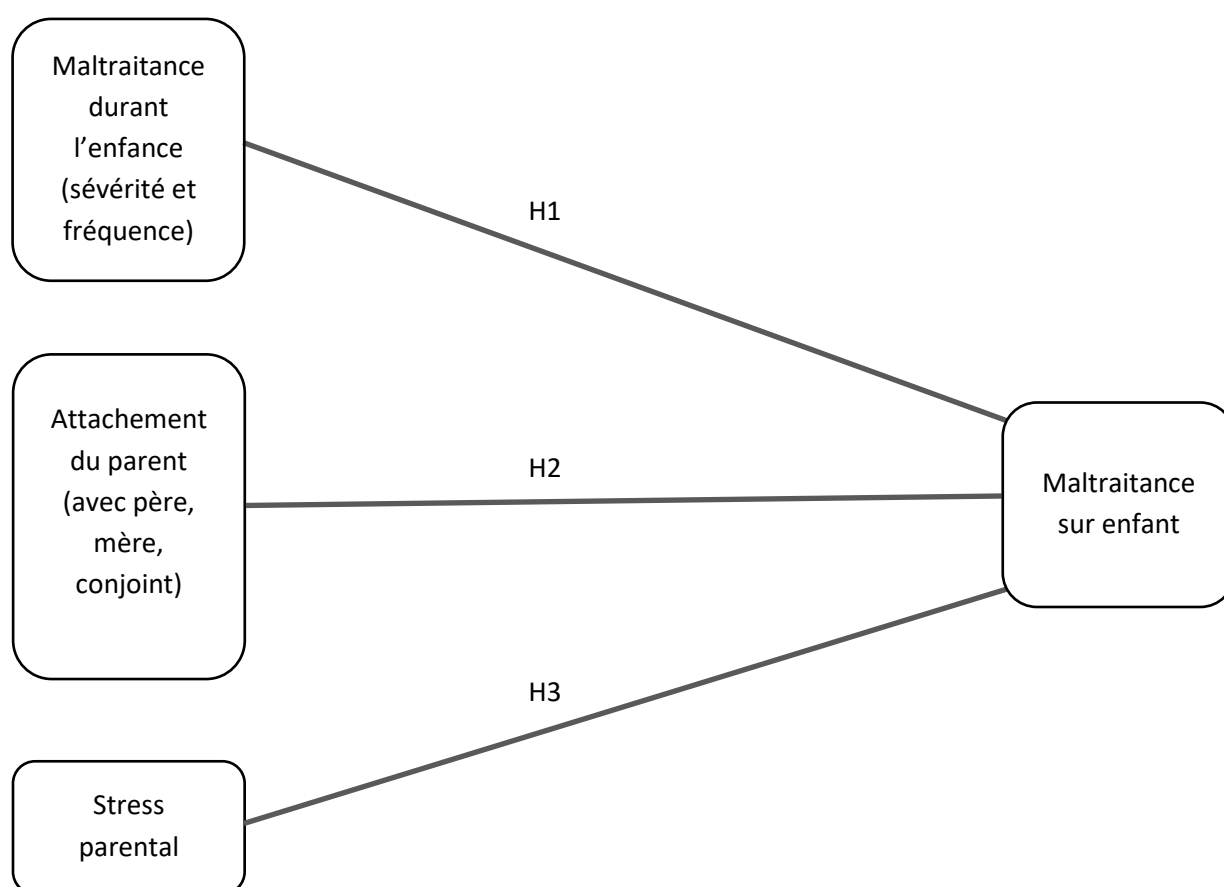 Maltraitance
durant
l’enfance
(sévérité et
fréquence)
H1
Attachement
du parent
(avec père,
mère,
conjoint)
H2
Maltraitance
sur enfant
H3
Stress
parental